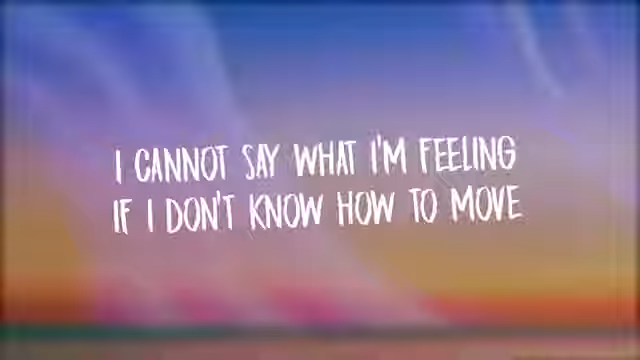 I CANNOT SAY WHAT I'M FEELING
IF I DON'T KNOW HOW TO MOVE